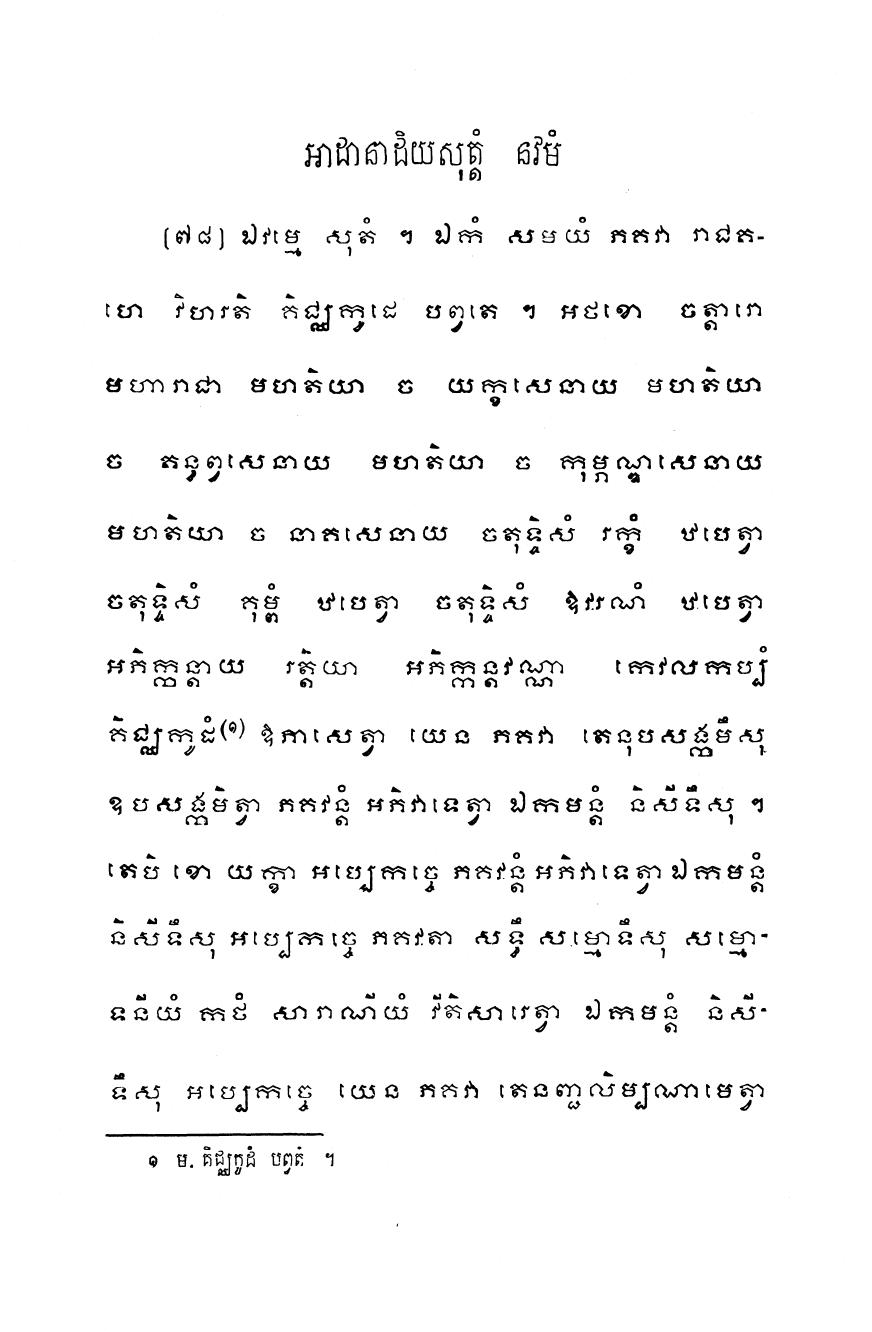 អាដានាដិយសុត្តំ នវមំ
(៧៨) ឯវម្មេ សុតំ ។ ឯកំ សមយំ ភគវា រាជគ-
ហេ វិហរតិ គិជ្ឈកូដេ បព្វតេ ។ អថខោ ចត្តារោ
មហារាជា មហតិយា ច យក្ខសេនាយ មហតិយា
ច គន្ធព្វសេនាយ មហតិយា ច កុម្ភណ្ឌសេនាយ
មហតិយា ច នាគសេនាយ ចតុទ្ទិសំ រក្ខំ ឋបេត្វា
ចតុទ្ទិសំ គុម្ពំ ឋបេត្វា ចតុទ្ទិសំ ឱវរណំ ឋបេត្វា
អភិក្កន្តាយ រត្តិយា អភិក្កន្តវណ្ណា កេវលកប្បំ
គិជ្ឈកូដំ(១) ឱភាសេត្វា យេន ភគវា តេនុបសង្កមឹសុ
ឧបសង្កមិត្វា ភគវន្តំ អភិវាទេត្វា ឯកមន្តំ និសីទឹសុ ។
តេបិ ខោ យក្ខា អប្បេកច្ចេ ភគវន្តំ អភិវាទេត្វា ឯកមន្តំ
និសីទឹសុ អប្បេកច្ចេ ភគវតា សទ្ធឹ សម្មោទឹសុ សម្មោ-
ទនីយំ កថំ សារាណីយំ វីតិសារេត្វា ឯកមន្តំ និសី-
ទឹសុ អប្បេកច្ចេ យេន ភគវា តេនញ្ជលិម្បណាមេត្វា
១ ម. គិជ្ឈកូដំ បព្វតំ ។